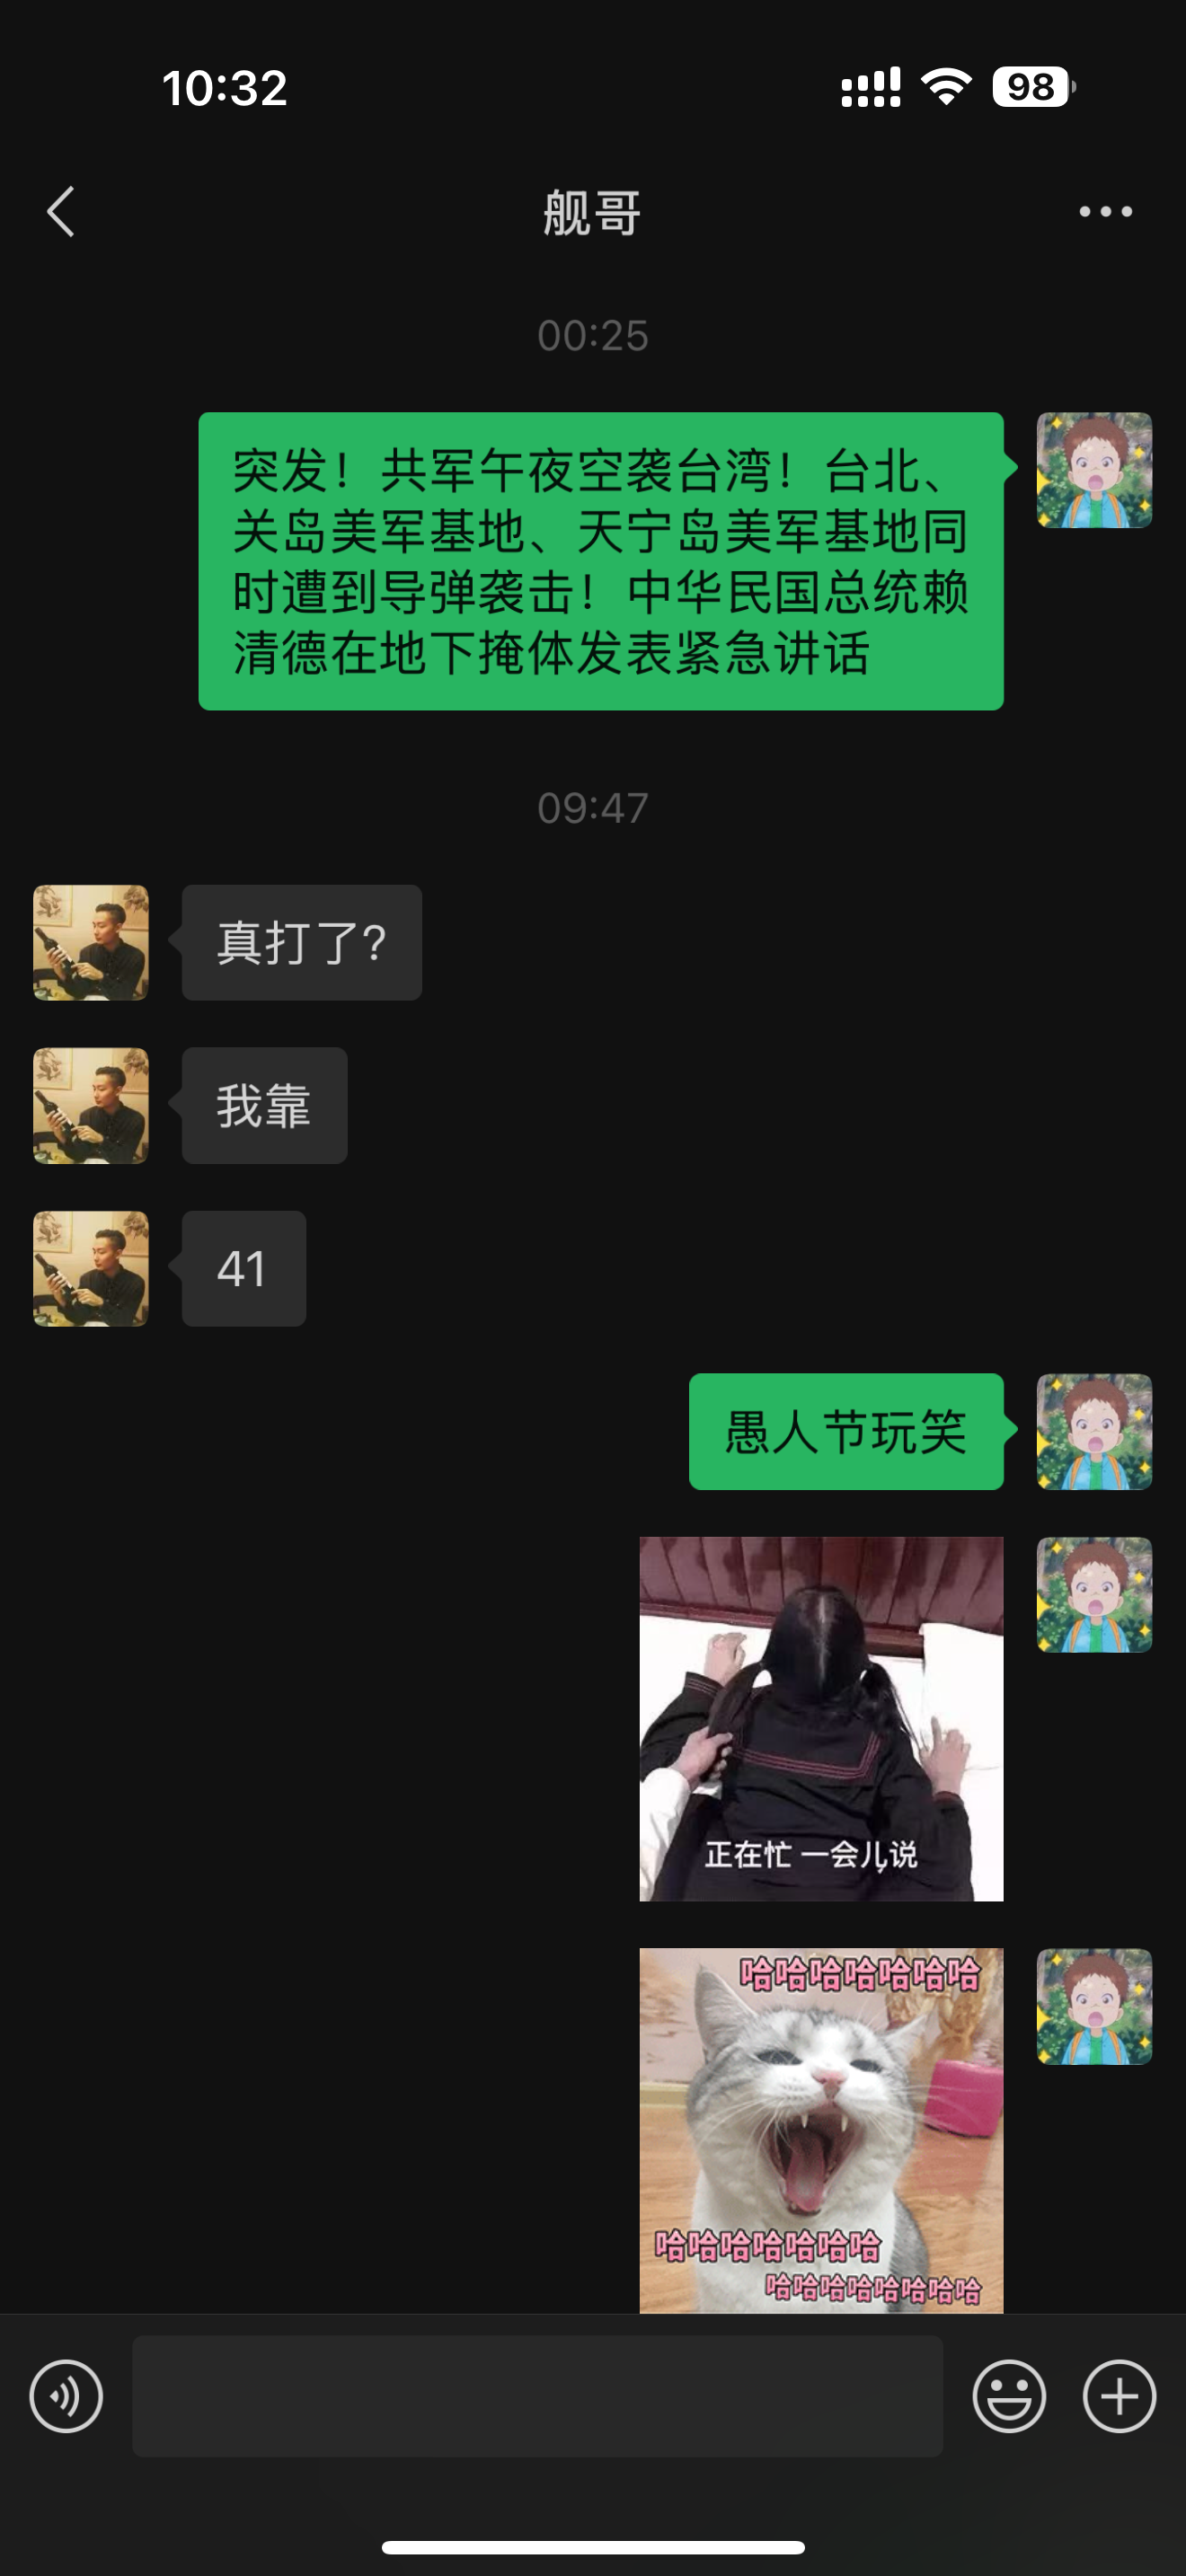 10:32
98
舰哥
00:25
突发！共军午夜空袭台湾！台北、
关岛美军基地、天宁岛美军基地同
时遭到导弹袭击！中华民国总统赖
清德在地下掩体发表紧急讲话
09:47
真打了?
我靠
41
愚人节玩笑
正在忙 一会儿说
哈哈哈哈哈哈哈
哈哈哈哈哈哈哈
哈哈哈哈哈哈哈哈